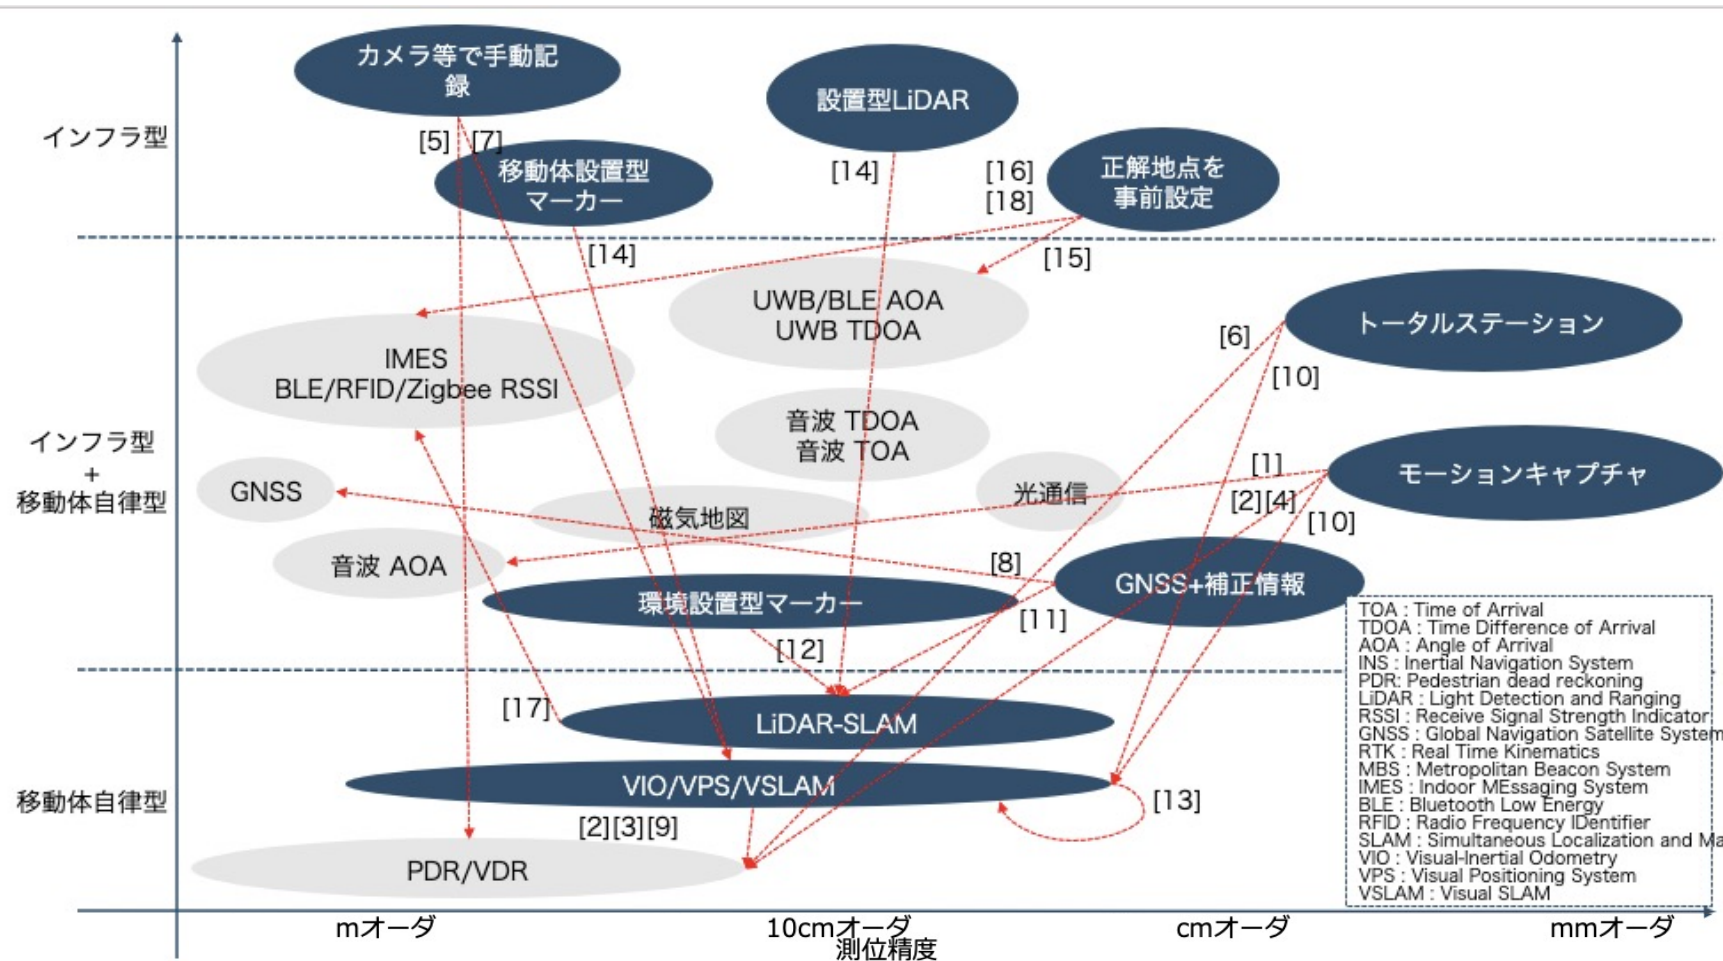 カメラ等で手動記
録
設置型LiDAR
インフラ型
[5]
[7]
移動体設置型
マーカー
[14]
[16]
[18]
正解地点を
事前設定
[14]
[15]
UWB/BLE AOA
UWB TDOA
トータルステーション
[6]
IMES
BLE/RFID/Zigbee RSSI
[10]
音波 TDOA
音波 TOA
インフラ型
+
移動体自律型
GNSS
磁気地図
光通信
[1]
モーションキャプチャ
[2][4]
[10]
音波 AOA
[8]
GNSS+補正情報
環境設置型マーカー
[11]
[12]
TOA : Time of Arrival
TDOA : Time Difference of Arrival
AOA : Angle of Arrival
INS : Inertial Navigation System
PDR: Pedestrian dead reckoning
LiDAR : Light Detection and Ranging
RSSI : Receive Signal Strength Indicator
GNSS : Global Navigation Satellite System
RTK : Real Time Kinematics
MBS : Metropolitan Beacon System
IMES : Indoor MEssaging System
BLE : Bluetooth Low Energy
RFID : Radio Frequency IDentifier
SLAM : Simultaneous Localization and Ma
VIO : Visual-Inertial Odometry
VPS : Visual Positioning System
VSLAM : Visual SLAM
[17]
LiDAR-SLAM
移動体自律型
VIO/VPS/VSLAM
[13]
[2][3][9]
PDR/VDR
mオーダ
10cmオーダ
cmオーダ
mmオーダ
測位精度